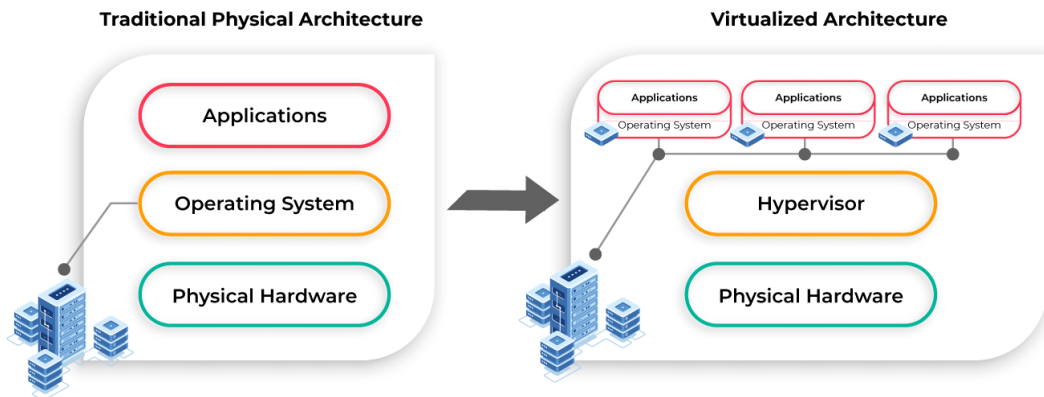 Traditional Physical Architecture
Applications
Operating System
Physical Hardware
Virtualized Architecture
Applications
Operating System
Applications
Operating System
Applications
Operating System
Hypervisor
Physical Hardware